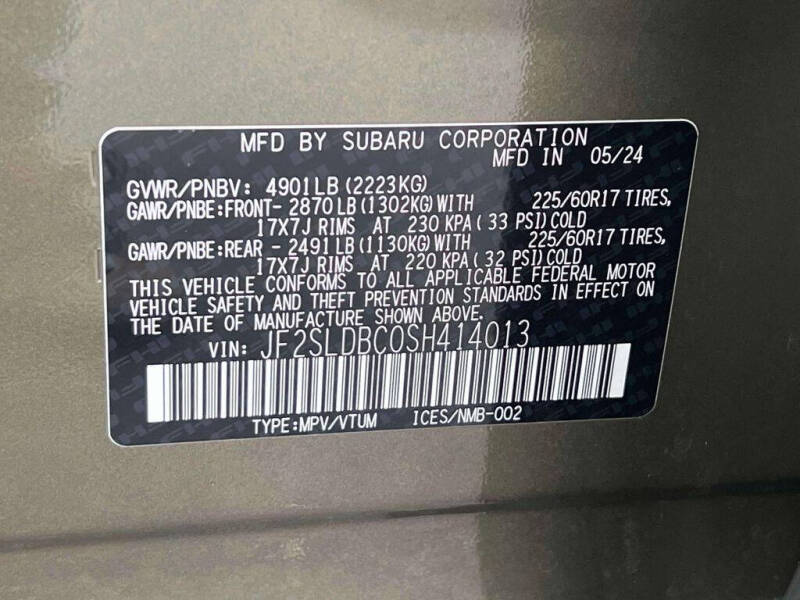 MFD BY SUBARU CORPORATION
MFD IN 05/24
GVWR/PNBV: 4901LB (2223KG)
GAWR/PNBE:FRONT- 2870LB (1302KG) WITH 225/60R17 TIRES,
17X7J RIMS AT 230 KPA( 33 PSI) COLD
GAWR/PNBE:REAR - 2491LB (1130KG) WITH 225/60R17 TIRES,
17X7J RIMS AT 220 KPA( 32 PSI) COLD
THIS VEHICLE CONFORMS TO ALL APPLICABLE FEDERAL MOTOR
VEHICLE SAFETY AND THEFT PREVENTION STANDARDS IN EFFECT ON
THE DATE OF MANUFACTURE SHOWN ABOVE.
VIN: JF2SLDBC0SH414013
TYPE:MPV/VTUM ICES/NMB-002